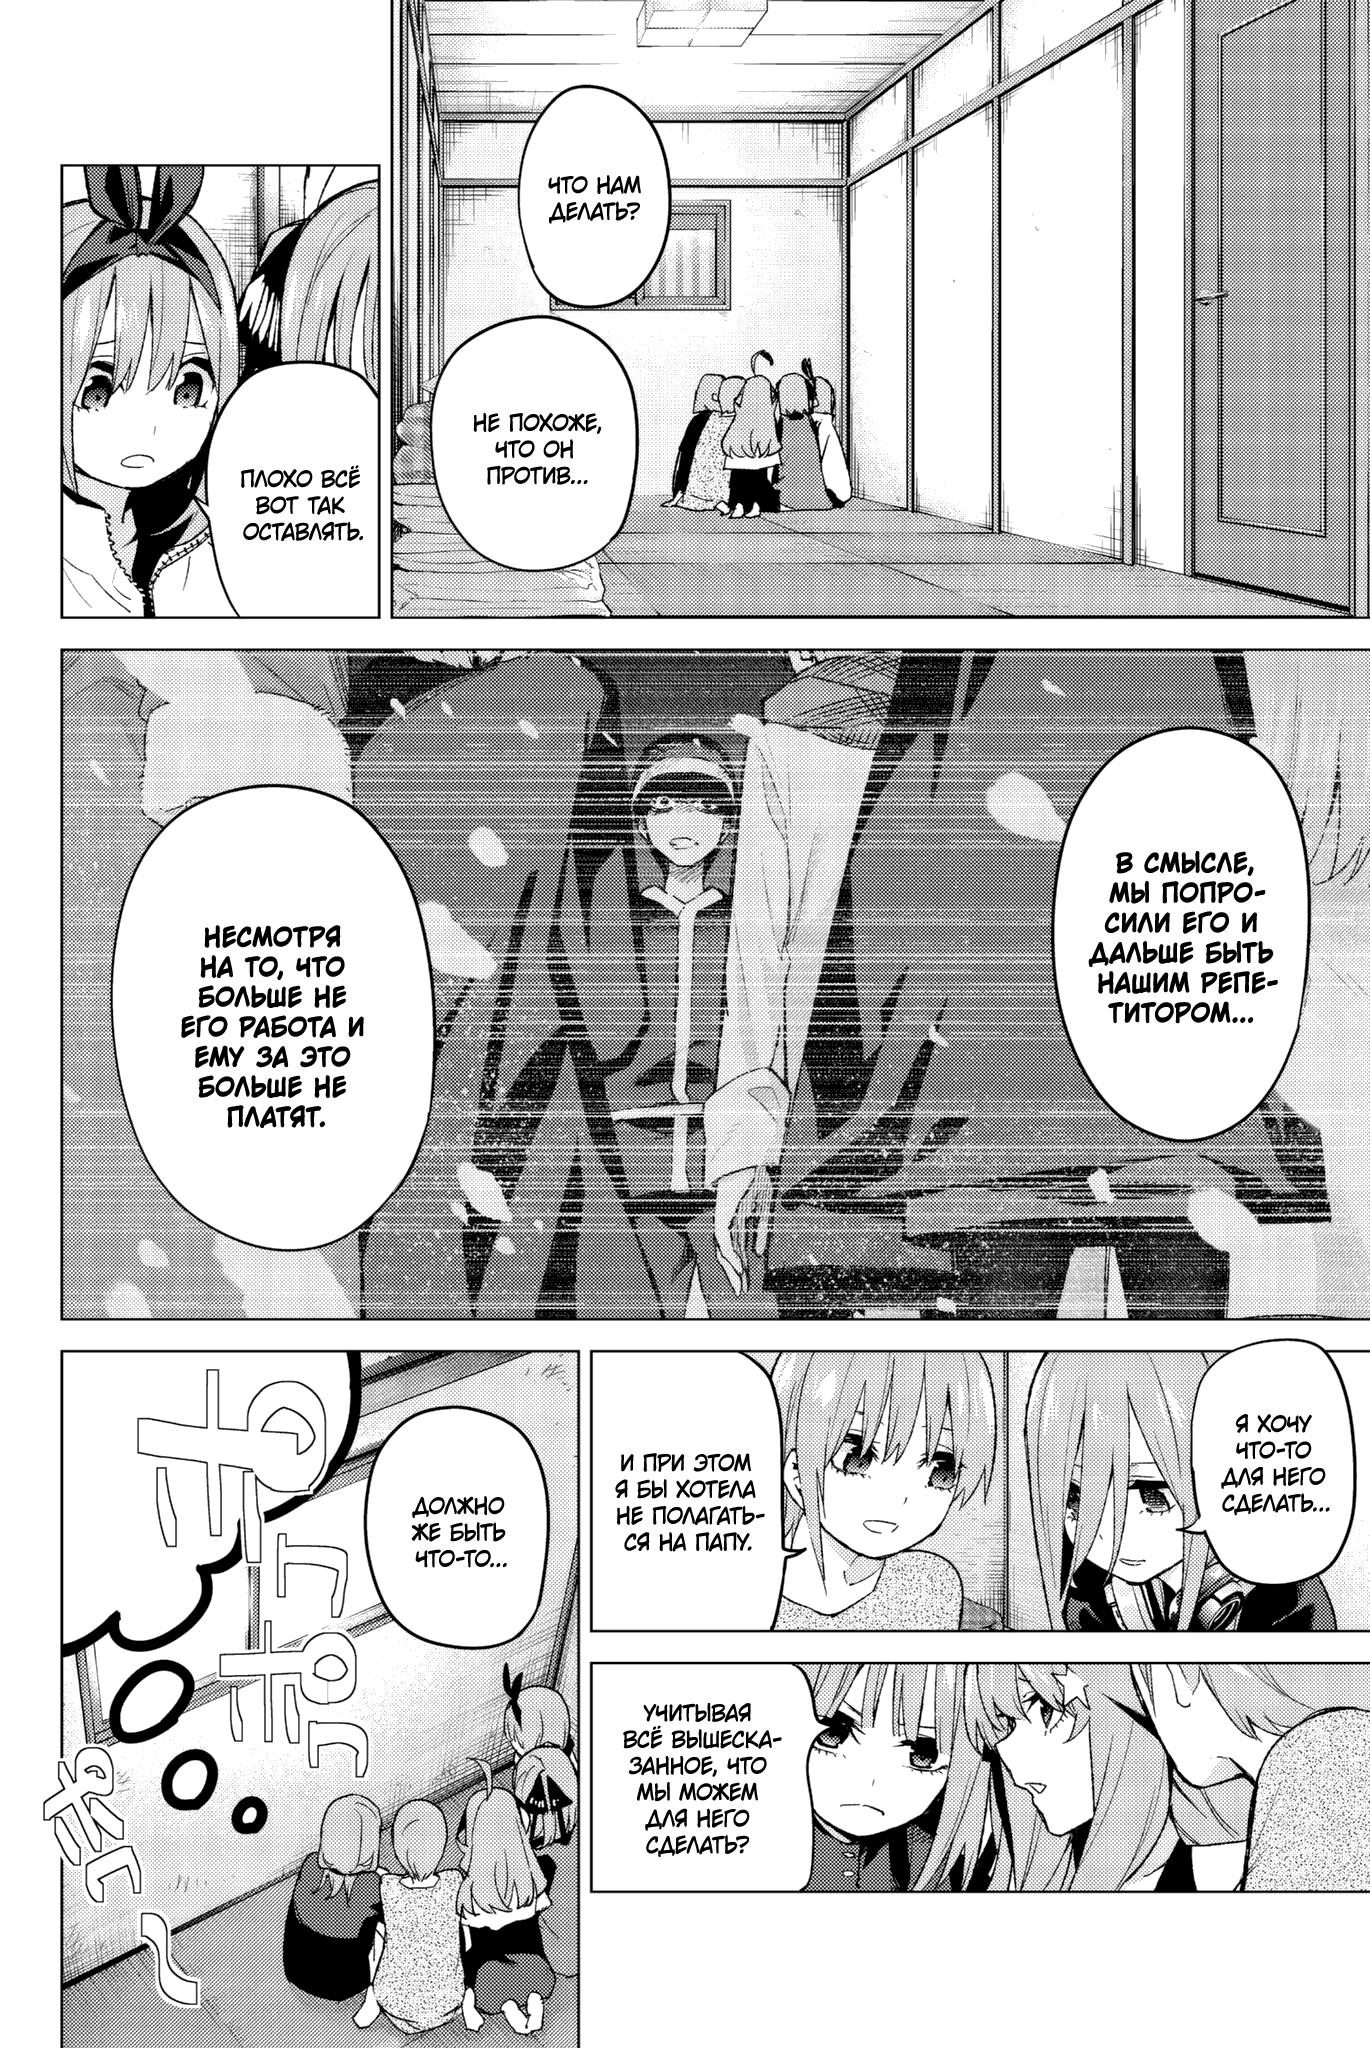 ЧТО НАМ
ДЕЛАТЬ?
НЕ ПОХОЖЕ,
ЧТО ОН
ПРОТИВ...
ПЛОХО ВСЁ
ВОТ ТАК
ОСТАВЛЯТЬ.
В СМЫСЛЕ,
МЫ ПОПРО-
СИЛИ ЕГО И
ДАЛЬШЕ БЫТЬ
НАШИМ РЕПЕ-
ТИТОРОМ...
НЕСМОТРЯ
НА ТО, ЧТО
БОЛЬШЕ НЕ
ЕГО РАБОТА И
ЕМУ ЗА ЭТО
БОЛЬШЕ НЕ
ПЛАТЯТ.
Я ХОЧУ
ЧТО-ТО
ДЛЯ НЕГО
СДЕЛАТЬ...
И ПРИ ЭТОМ
Я БЫ ХОТЕЛА
НЕ ПОЛАГАТЬ-
СЯ НА ПАПУ.
УЧИТЫВАЯ
ВСЁ ВЫШЕСКА-
ЗАННОЕ, ЧТО
МЫ МОЖЕМ
ДЛЯ НЕГО
СДЕЛАТЬ?
ДОЛЖНО
ЖЕ БЫТЬ
ЧТО-ТО...